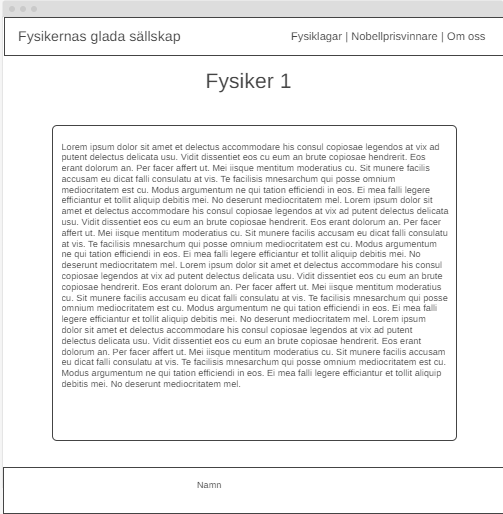 Fysikernas glada sällskap
Fysiklagar | Nobellprisvinnare | Om oss
Fysiker 1
Lorem ipsum dolor sit amet et delectus accommodare his consul copiosae legendos at vix ad
putent delectus delicata usu. Vidit dissentiet eos cu eum an brute copiosae hendrerit. Eos
erant dolorum an. Per facer affert ut. Mei iisque mentitum moderatius cu. Sit munere facilis
accusam eu dicat falli consulatu at vis. Te facilisis mnesarchum qui posse omnium
mediocritatem est cu. Modus argumentum ne qui tation efficiendi in eos. Ei mea falli legere
efficiantur et tollit aliquip debitis mei. No deserunt mediocritatem mel. Lorem ipsum dolor sit
amet et delectus accommodare his consul copiosae legendos at vix ad putent delectus delicata
usu. Vidit dissentiet eos cu eum an brute copiosae hendrerit. Eos erant dolorum an. Per facer
affert ut. Mei iisque mentitum moderatius cu. Sit munere facilis accusam eu dicat falli consulatu
at vis. Te facilisis mnesarchum qui posse omnium mediocritatem est cu. Modus argumentum
ne qui tation efficiendi in eos. Ei mea falli legere efficiantur et tollit aliquip debitis mei. No
deserunt mediocritatem mel. Lorem ipsum dolor sit amet et delectus accommodare his consul
copiosae legendos at vix ad putent delectus delicata usu. Vidit dissentiet eos cu eum an brute
copiosae hendrerit. Eos erant dolorum an. Per facer affert ut. Mei iisque mentitum moderatius
cu. Sit munere facilis accusam eu dicat falli consulatu at vis. Te facilisis mnesarchum qui posse
omnium mediocritatem est cu. Modus argumentum ne qui tation efficiendi in eos. Ei mea falli
legere efficiantur et tollit aliquip debitis mei. No deserunt mediocritatem mel. Lorem ipsum
dolor sit amet et delectus accommodare his consul copiosae legendos at vix ad putent
delectus delicata usu. Vidit dissentiet eos cu eum an brute copiosae hendrerit. Eos erant
dolorum an. Per facer affert ut. Mei iisque mentitum moderatius cu. Sit munere facilis accusam
eu dicat falli consulatu at vis. Te facilisis mnesarchum qui posse omnium mediocritatem est cu.
Modus argumentum ne qui tation efficiendi in eos. Ei mea falli legere efficiantur et tollit aliquip
debitis mei. No deserunt mediocritatem mel.
Namn